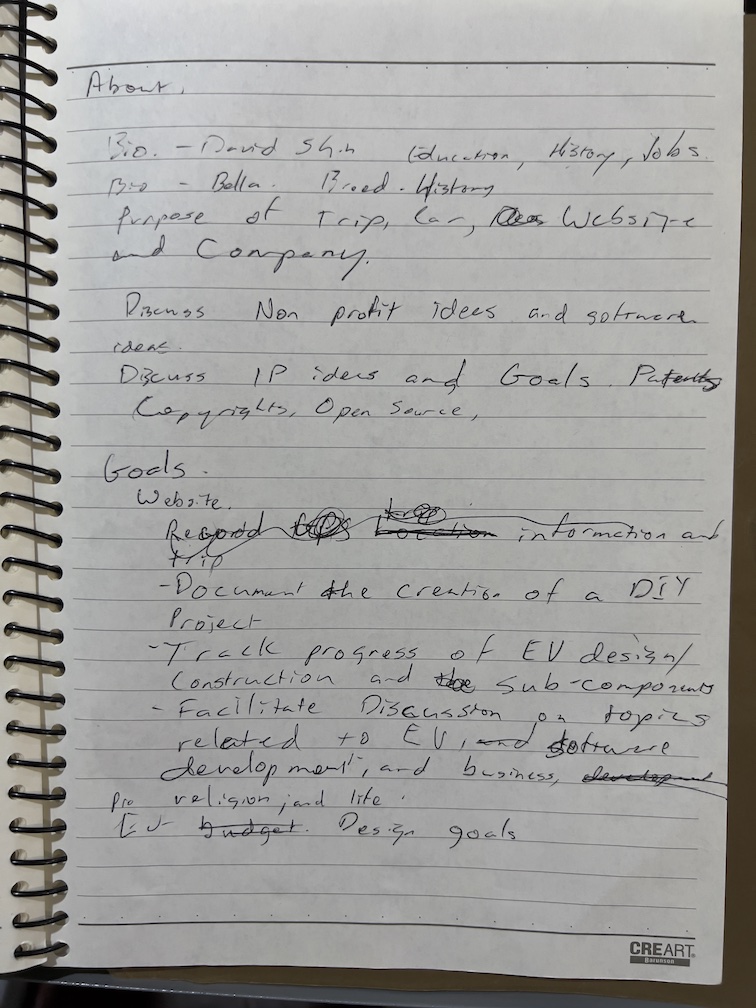 About.
Bio. - David Shin Education, History, Jobs.
Bio - Bella. Breed. History
Purpose of Trip, Car, Website
and Company.
Discuss Non profit ideas and software
ideas.
Discuss IP ideas and Goals. Patents
Copyrights, Open Source,
Goals.
Website.
Record trip Location information and
trip
- Document the creation of a DIY
Project
- Track progress of EV design/
Construction and the sub-components
- Facilitate Discussion on topics
related to EV, and software
development, and business, development
religion, and life.
EV budget. Design goals
CREART
Barunson